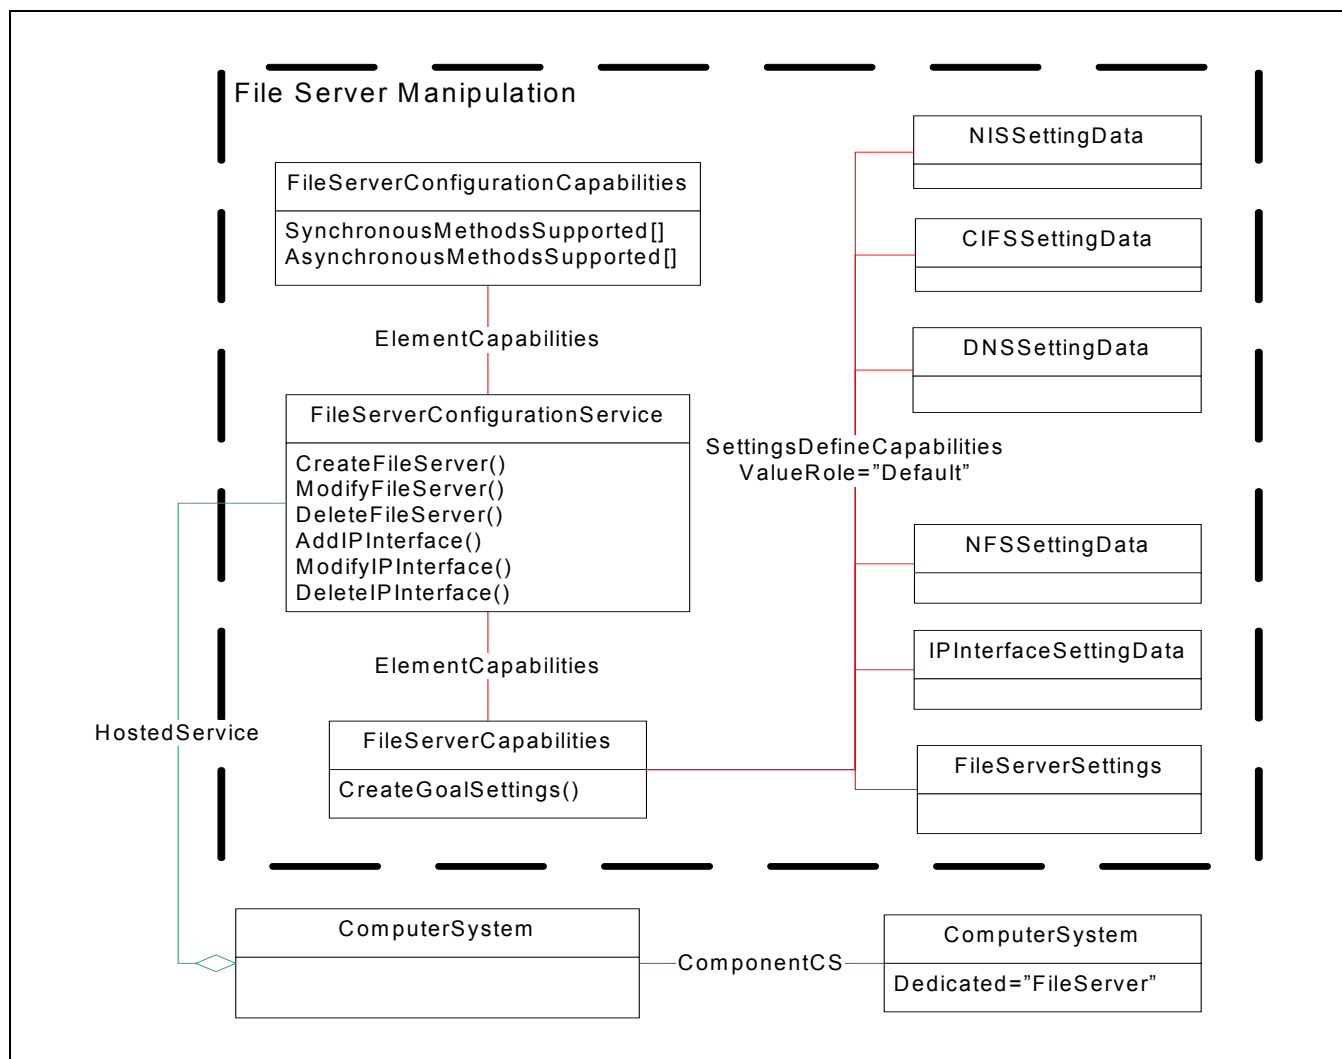 File Server Manipulation
NISSettingData
FileServerConfigurationCapabilities
SynchronousMethodsSupported[]
AsynchronousMethodsSupported[]
CIFSSettingData
ElementCapabilities
DNSSettingData
FileServerConfigurationService
CreateFileServer()
ModifyFileServer()
DeleteFileServer()
AddIPInterface()
ModifyIPInterface()
DeleteIPInterface()
SettingsDefineCapabilities
ValueRole=”Default”
NFSSettingData
ElementCapabilities
IPInterfaceSettingData
HostedService
FileServerCapabilities
CreateGoalSettings()
FileServerSettings
ComputerSystem
ComponentCS
ComputerSystem
Dedicated=”FileServer”